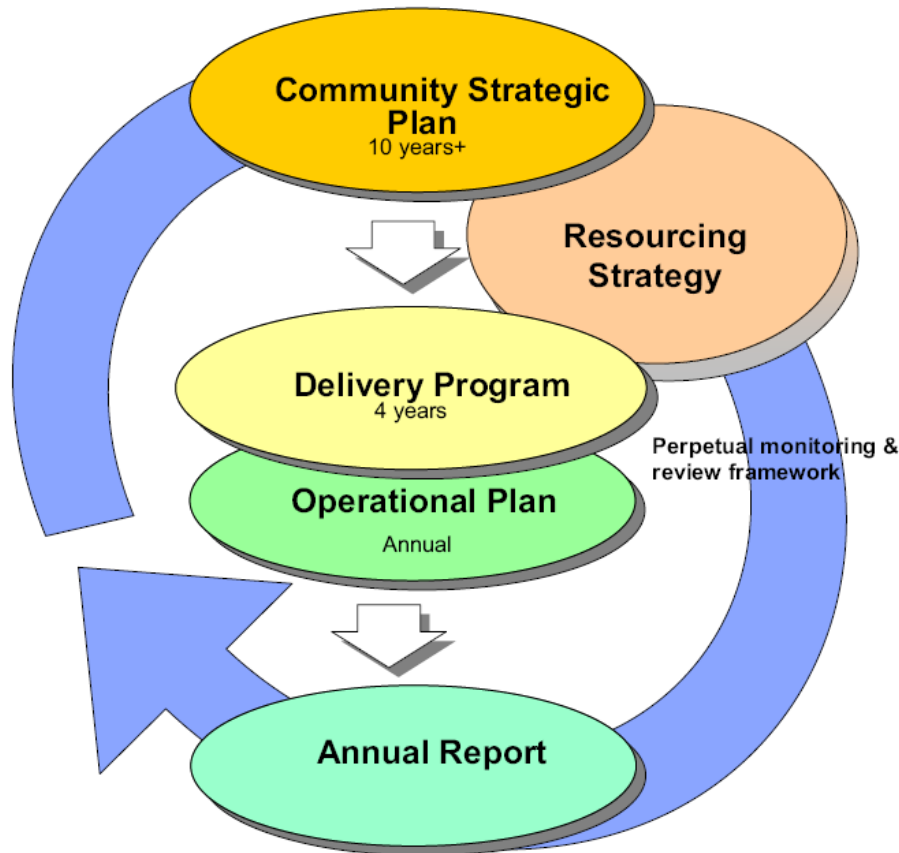 Community Strategic
Plan
10 years+
Resourcing
Strategy
Delivery Program
4 years
Perpetual monitoring &
review framework
Operational Plan
Annual
Annual Report